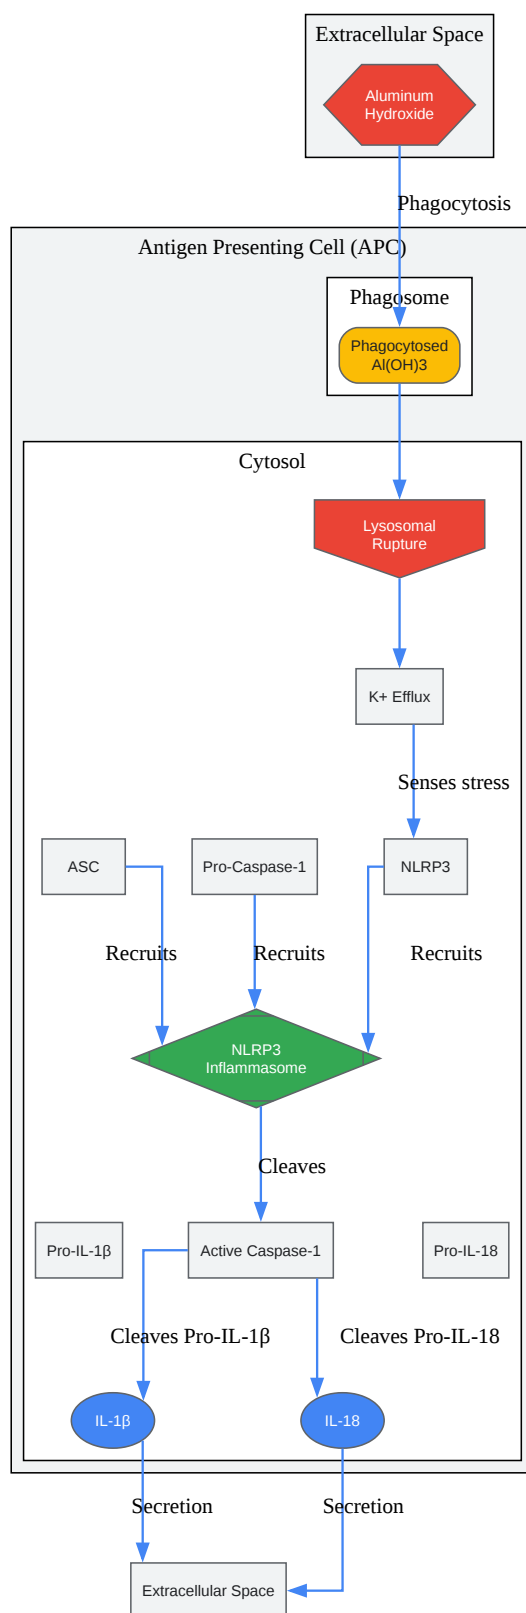 Extracellular Space
Aluminum
Hydroxide
Phagocytosis
Antigen Presenting Cell (APC)
Phagosome
Phagocytosed
Al(OH)3
Cytosol
Lysosomal
Rupture
K+ Efflux
Senses stress
ASC
Pro-Caspase-1
NLRP3
Recruits
Recruits
Recruits
NLRP3
Inflammasome
Cleaves
Pro-IL-1β
Active Caspase-1
Pro-IL-18
Cleaves Pro-IL-1β
Cleaves Pro-IL-18
IL-1β
IL-18
Secretion
Secretion
Extracellular Space